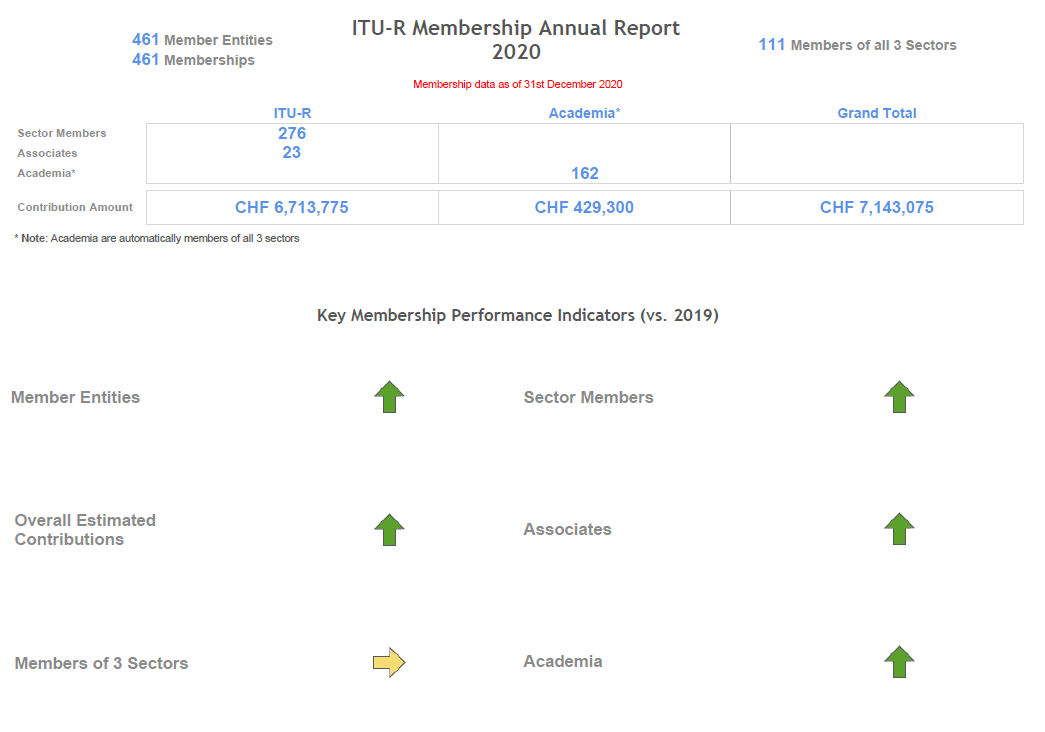 ITU-R Membership Annual Report
2020
461 Member Entities
461 Memberships
111 Members of all 3 Sectors
Membership data as of 31st December 2020
ITU-R Academia* Grand Total
Sector Members 276
Associates 23
Academia* 162
Contribution Amount CHF 6,713,775 CHF 429,300 CHF 7,143,075
* Note: Academia are automatically members of all 3 sectors
Key Membership Performance Indicators (vs. 2019)
Member Entities Sector Members
Overall Estimated
Contributions
Associates
Members of 3 Sectors Academia